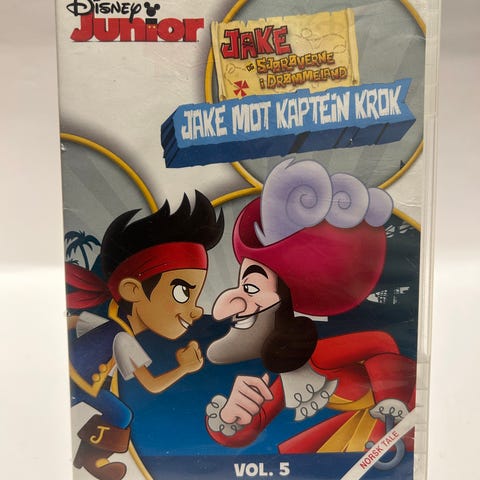 Disney
Junior
JAKE
OG SJØRØVERNE
I DRØMMELAND
JAKE MOT KAPTEIN KROK
J
VOL. 5
NORSK TALE